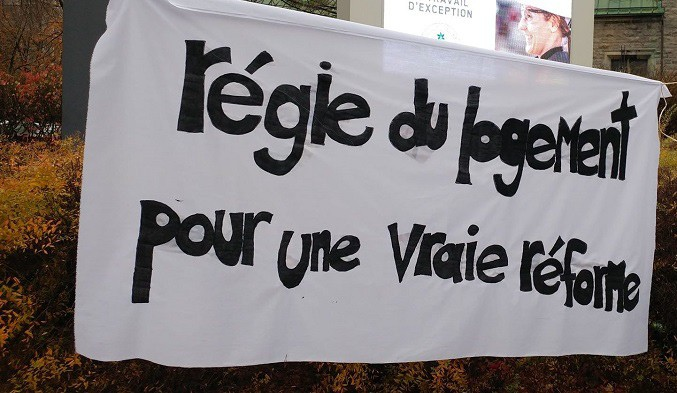 TRAVAIL
D'EXCEPTION
régie du logement
pour une vraie réforme